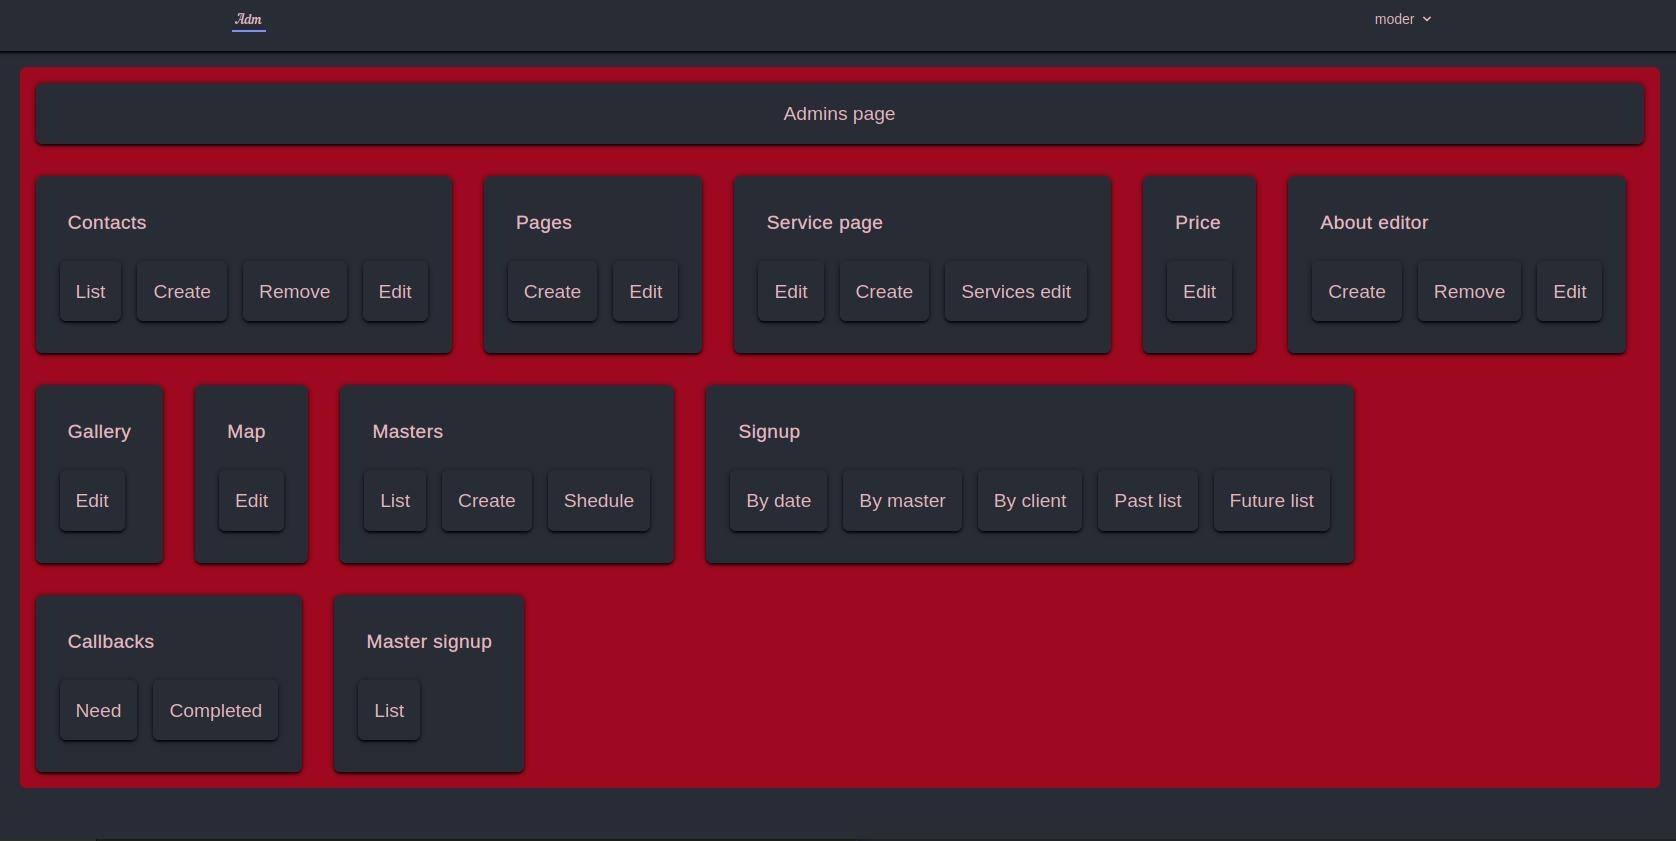 Adm
moder
Admins page
Contacts
List Create Remove Edit
Pages
Create Edit
Service page
Edit Create Services edit
Price
Edit
About editor
Create Remove Edit
Gallery
Edit
Map
Edit
Masters
List Create Shedule
Signup
By date By master By client Past list Future list
Callbacks
Need Completed
Master signup
List